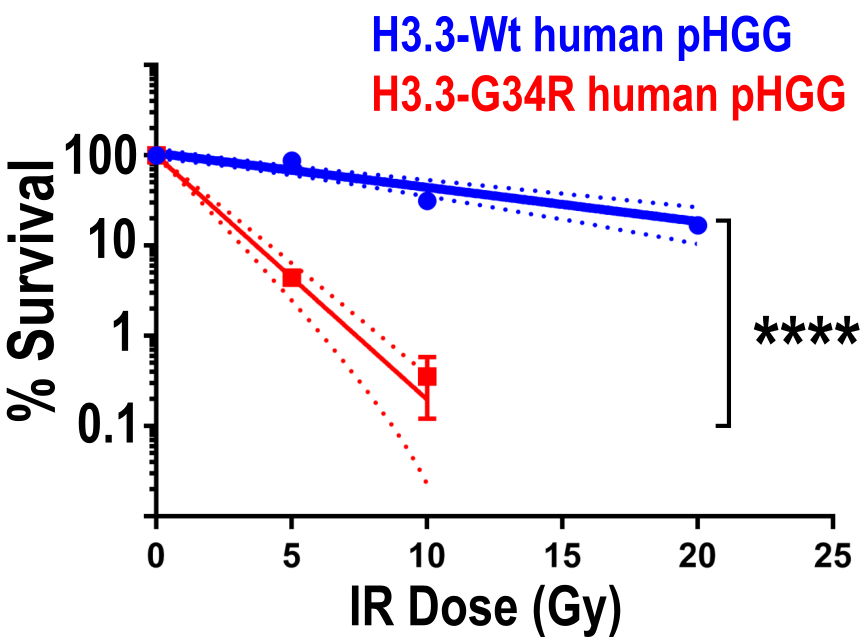 H3.3-Wt human pHGG
H3.3-G34R human pHGG
% Survival
100
10
1
0.1
****
0 5 10 15 20 25
IR Dose (Gy)